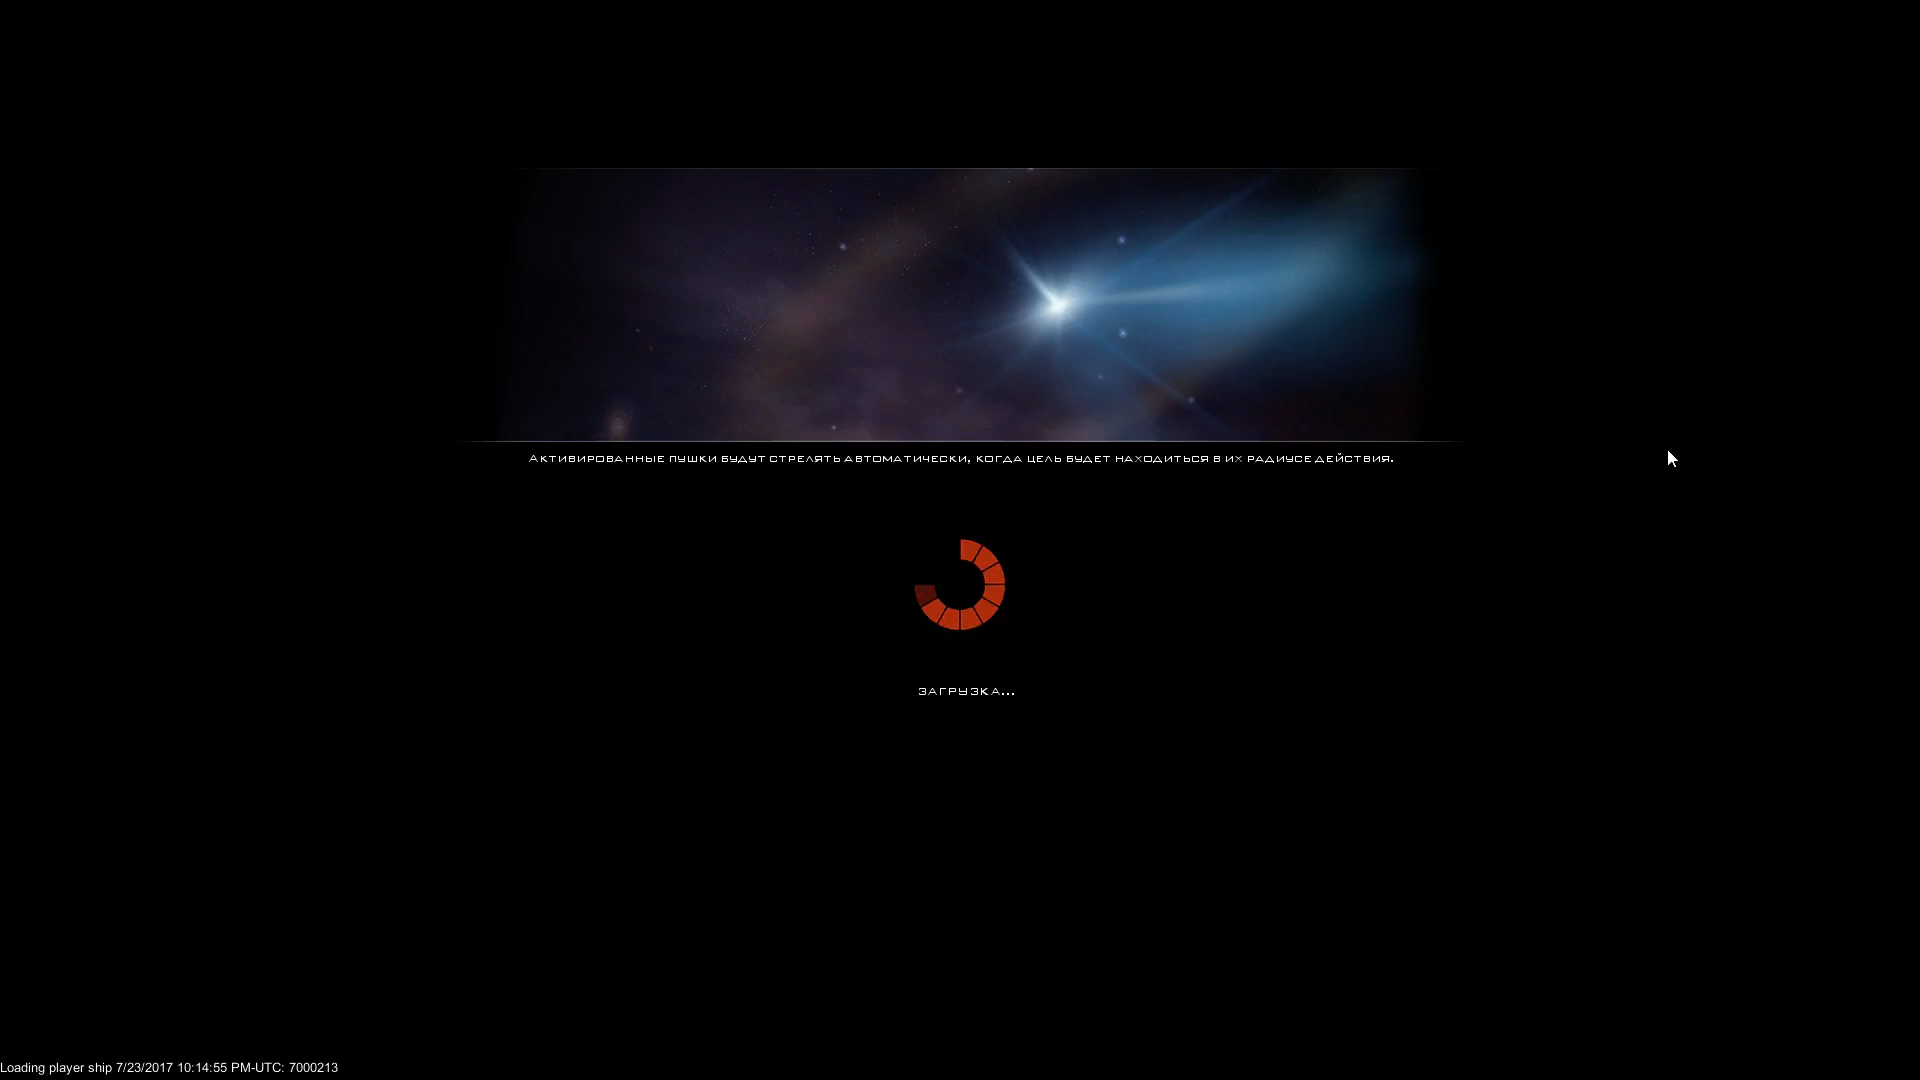 Активированные пушки будут стрелять автоматически, когда цель будет находиться в их радиусе действия.
ЗАГРУЗКА...
Loading player ship 7/23/2017 10:14:55 PM-UTC: 7000213